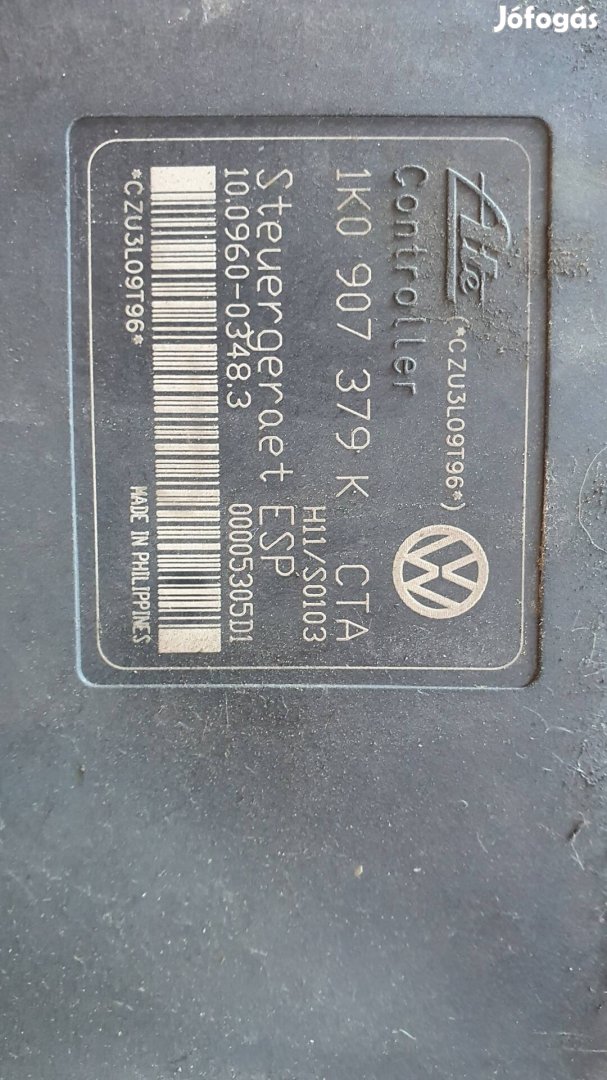 Jófogás
Ate (*CZU3L09T96*)
Controller
1K0 907 379 K CTA
H11/S0103
Steuergeraet ESP
10.0960-0348.3 00005305D1
*CZU3L09T96* MADE IN PHILIPPINES